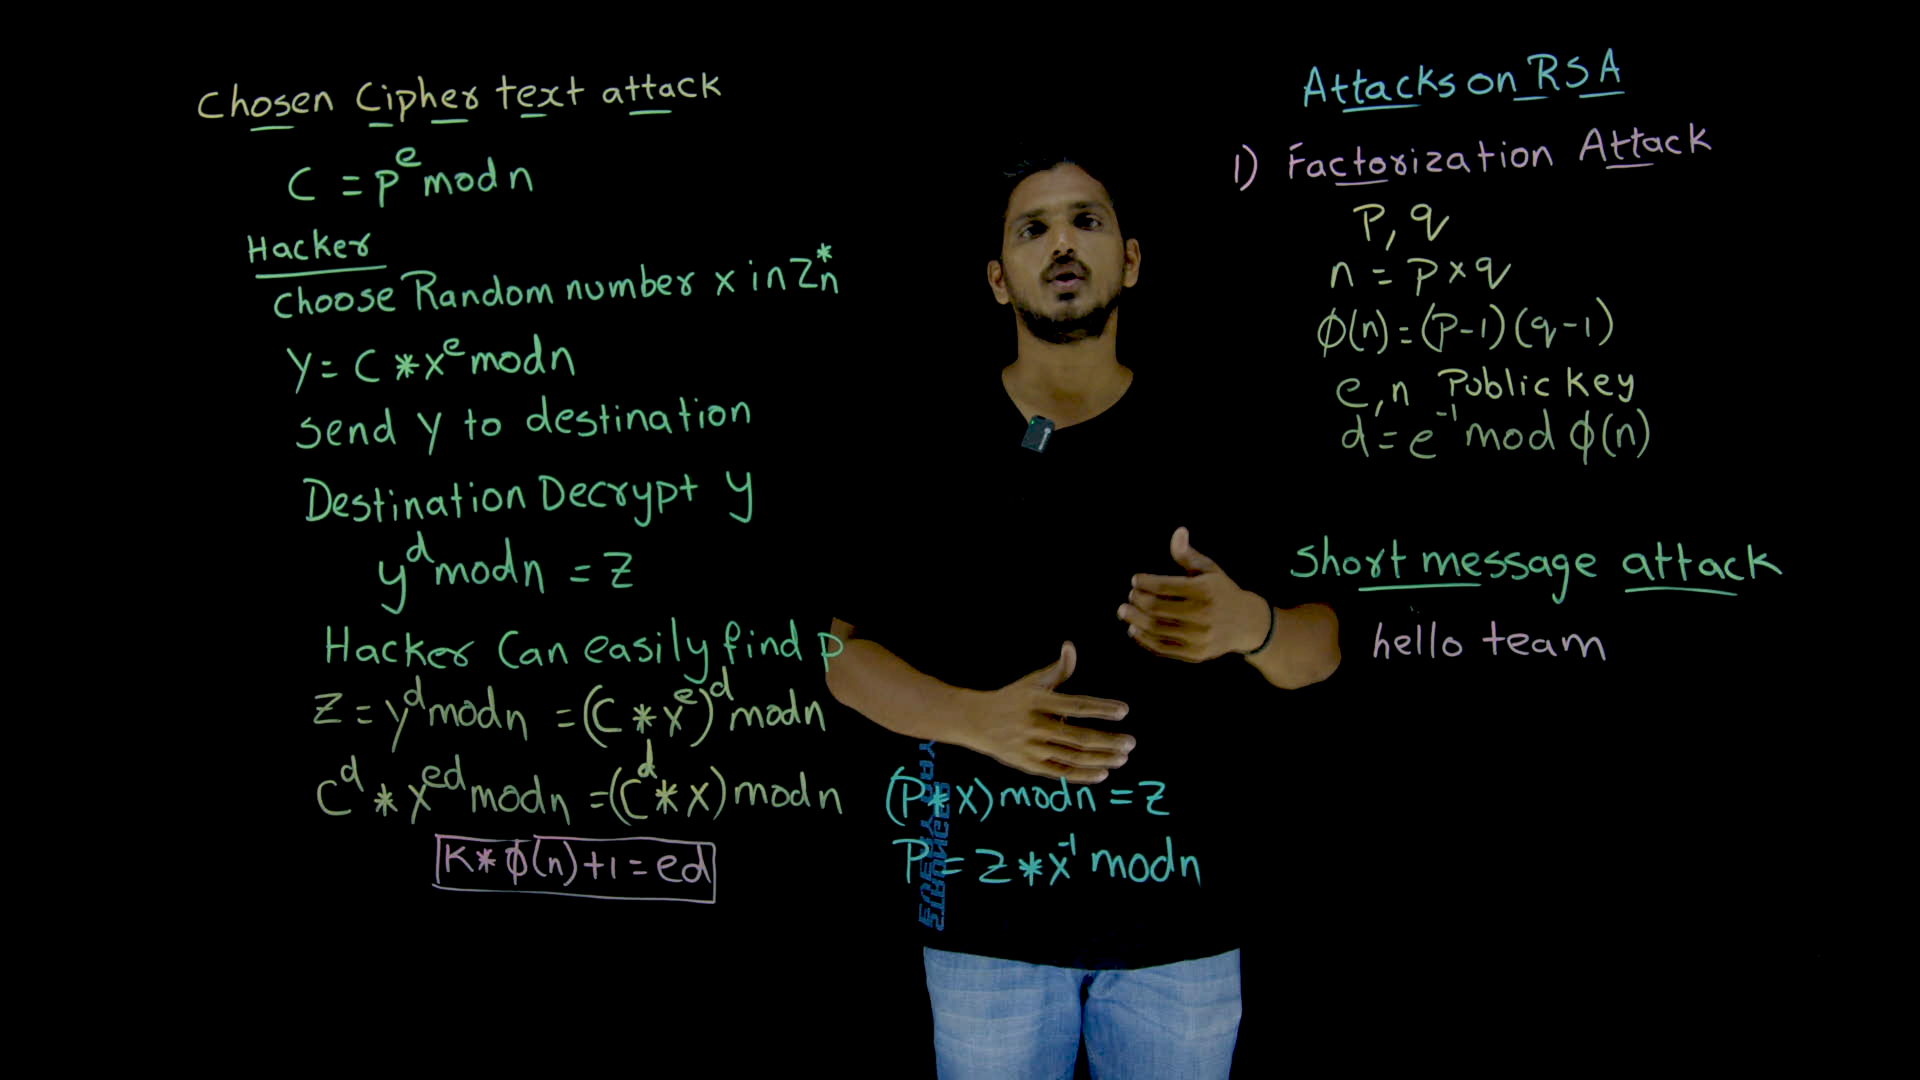 Chosen Cipher text attack
C = p^e mod n
Hacker
choose Random number x in Zn*
Y = C * x^e mod n
send y to destination
Destination Decrypt y
y^d mod n = Z
Hacker Can easily find p
Z = y^d mod n = (C * x^e)^d mod n
C^d * x^ed mod n = (C^d * x) mod n
K * φ(n) + 1 = ed
(P * x) mod n = Z
P = Z * x^-1 mod n
Attacks on RSA
1) Factorization Attack
P, q
n = p × q
φ(n) = (p-1)(q-1)
e, n Public Key
d = e^-1 mod φ(n)
short message attack
hello team